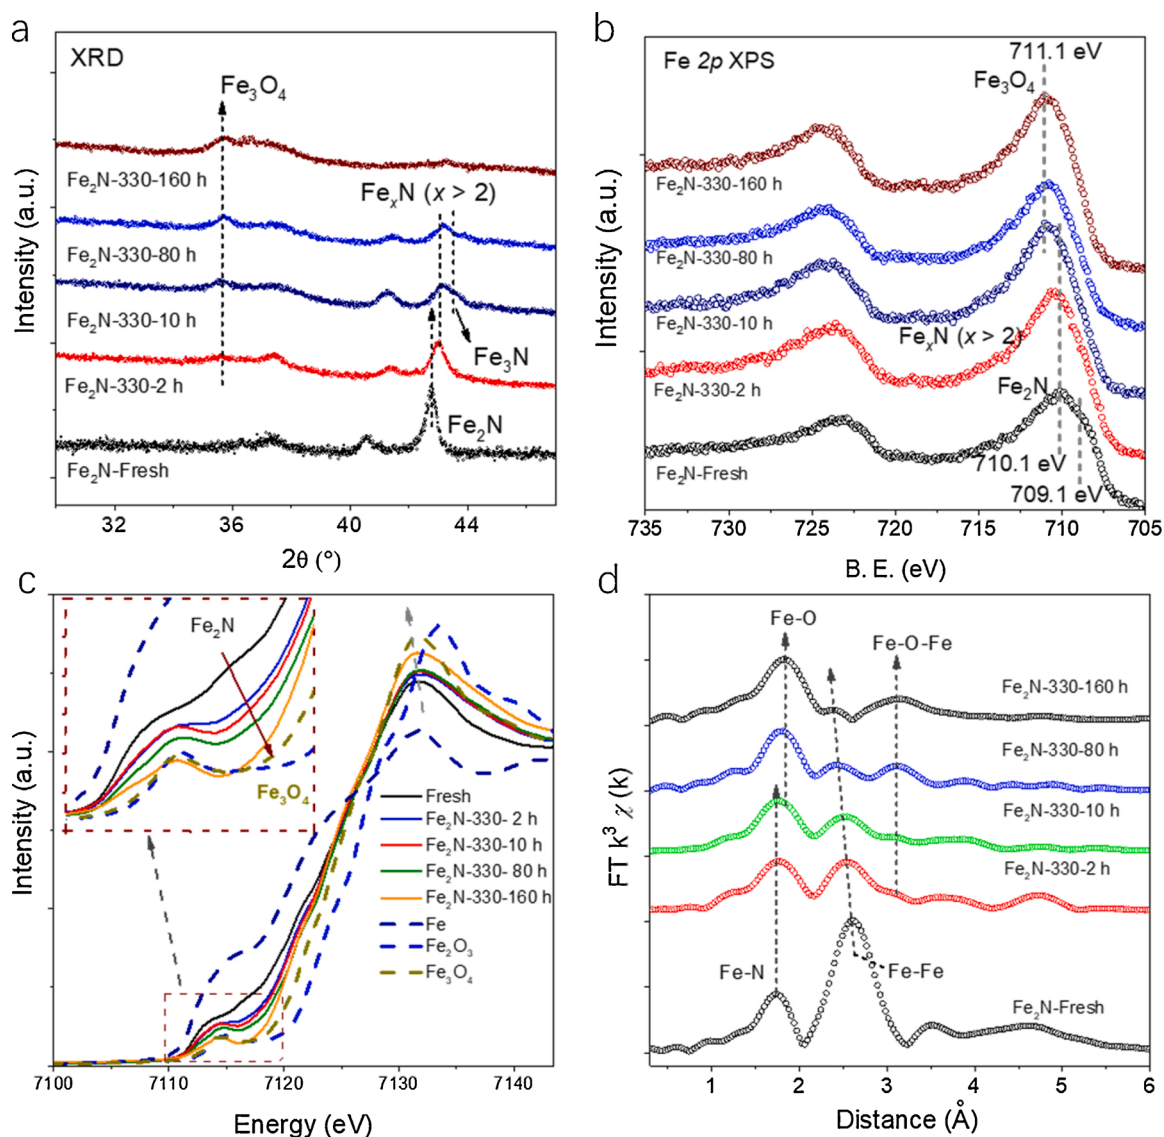 a
XRD
Fe₃O₄
Fe₂N-330-160 h
FeₓN (x > 2)
Fe₂N-330-80 h
Fe₂N-330-10 h
Fe₃N
Fe₂N-330-2 h
Fe₂N
Fe₂N-Fresh
Intensity (a.u.)
32 36 40 44
2θ (°)
b
Fe 2p XPS
711.1 eV
Fe₃O₄
Fe₂N-330-160 h
Fe₂N-330-80 h
Fe₂N-330-10 h
FeₓN (x > 2)
Fe₂N-330-2 h
Fe₂N
Fe₂N-Fresh
710.1 eV
709.1 eV
Intensity (a.u.)
735 730 725 720 715 710 705
B. E. (eV)
c
Fe₂N
Fe₃O₄
Fresh
Fe₂N-330- 2 h
Fe₂N-330-10 h
Fe₂N-330- 80 h
Fe₂N-330-160 h
Fe
Fe₂O₃
Fe₃O₄
Intensity (a.u.)
7100 7110 7120 7130 7140
Energy (eV)
d
Fe-O
Fe-O-Fe
Fe₂N-330-160 h
Fe₂N-330-80 h
Fe₂N-330-10 h
Fe₂N-330-2 h
Fe-N
Fe-Fe
Fe₂N-Fresh
FT k³ χ (k)
1 2 3 4 5 6
Distance (Å)